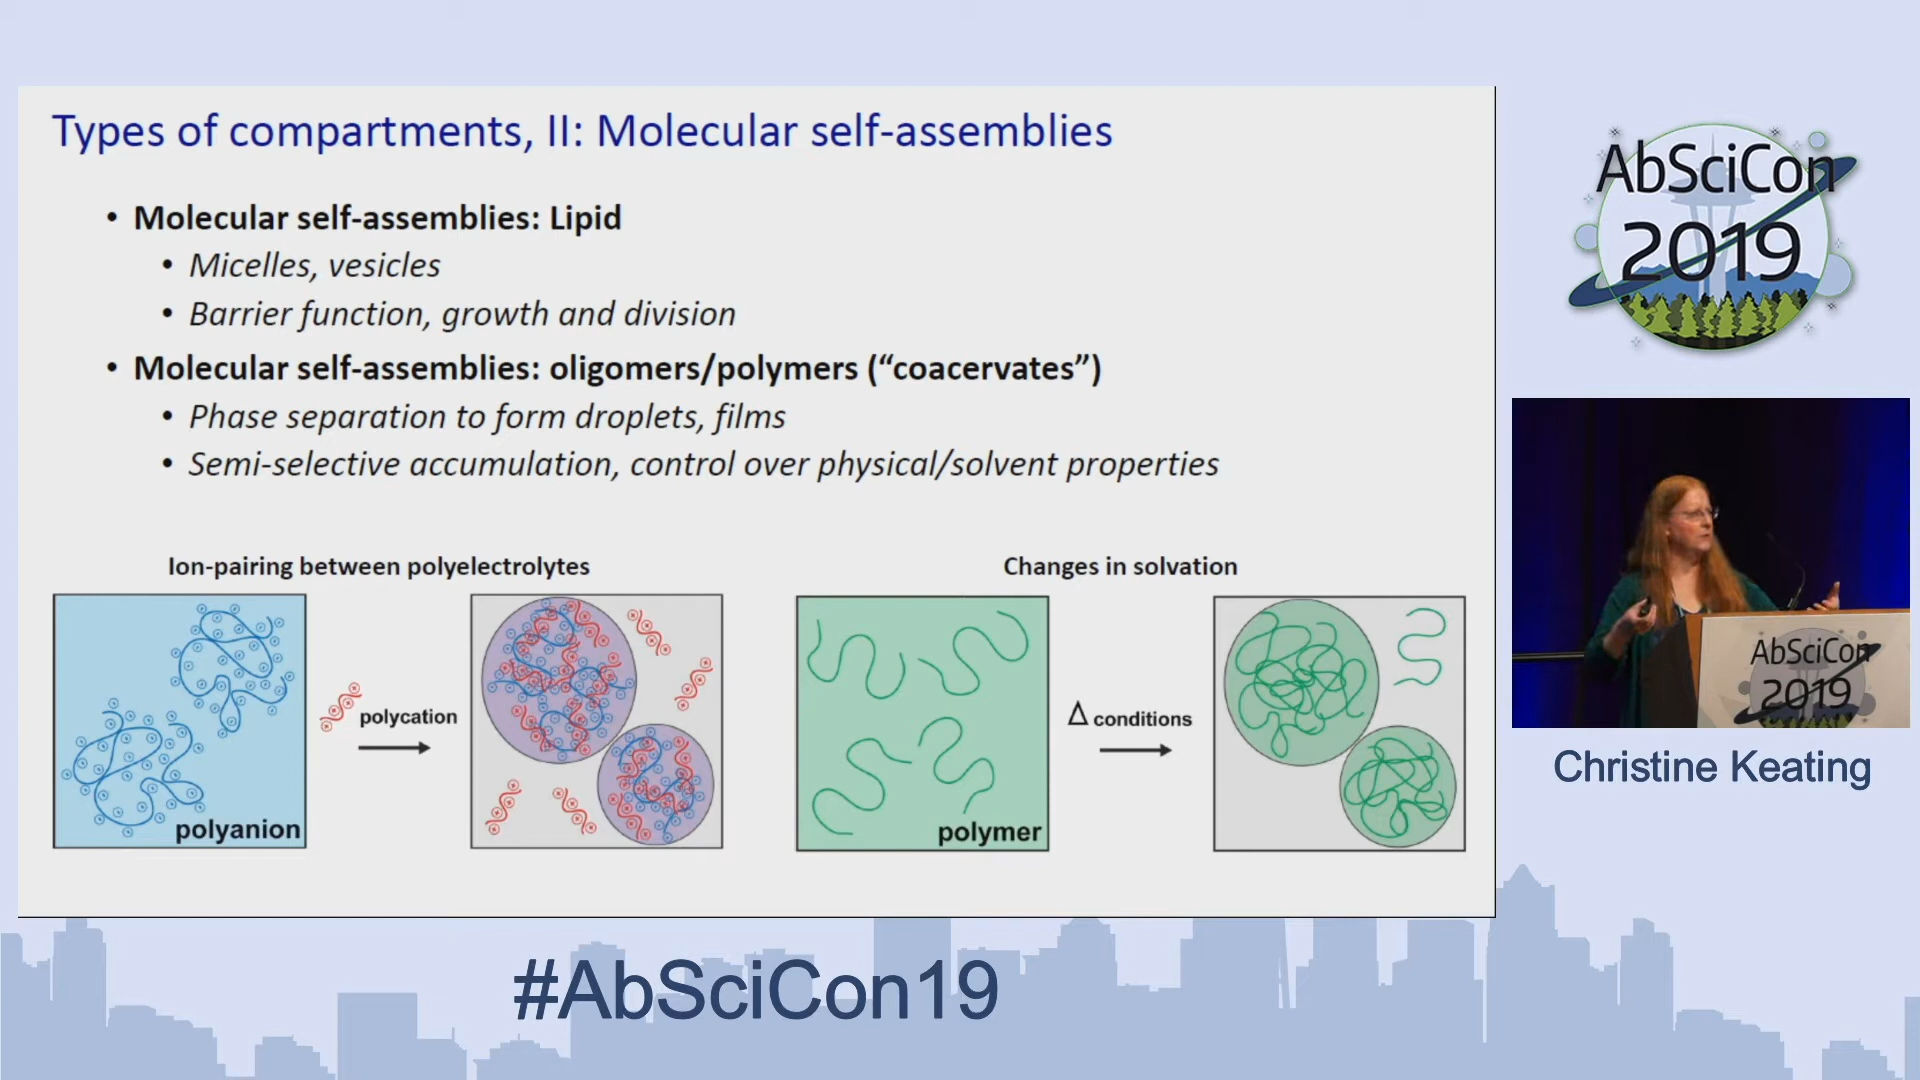 Types of compartments, II: Molecular self-assemblies
• Molecular self-assemblies: Lipid
• Micelles, vesicles
• Barrier function, growth and division
• Molecular self-assemblies: oligomers/polymers (“coacervates”)
• Phase separation to form droplets, films
• Semi-selective accumulation, control over physical/solvent properties
Ion-pairing between polyelectrolytes
polyanion
polycation
Changes in solvation
polymer
Δ conditions
AbSciCon
2019
AbSciCon
2019
Christine Keating
#AbSciCon19